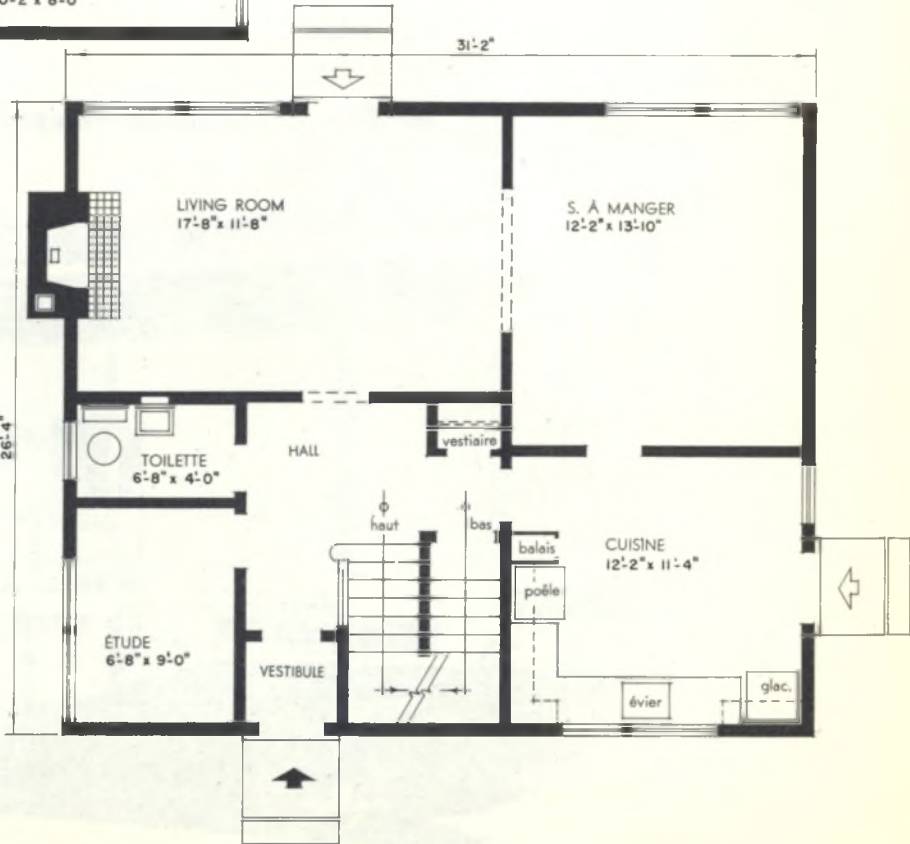 31'-2"
LIVING ROOM
17'-8" x 11'-8"
S. À MANGER
12'-2" x 13'-10"
26'-4"
TOILETTE
6'-8" x 4'-0"
HALL
vestiaire
haut
bas
balais
CUISINE
12'-2" x 11'-4"
poêle
ÉTUDE
6'-8" x 9'-0"
VESTIBULE
évier
glac.